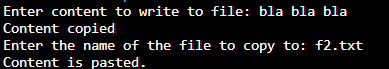 Enter content to write to file: bla bla bla
Content copied
Enter the name of the file to copy to: f2.txt
Content is pasted.